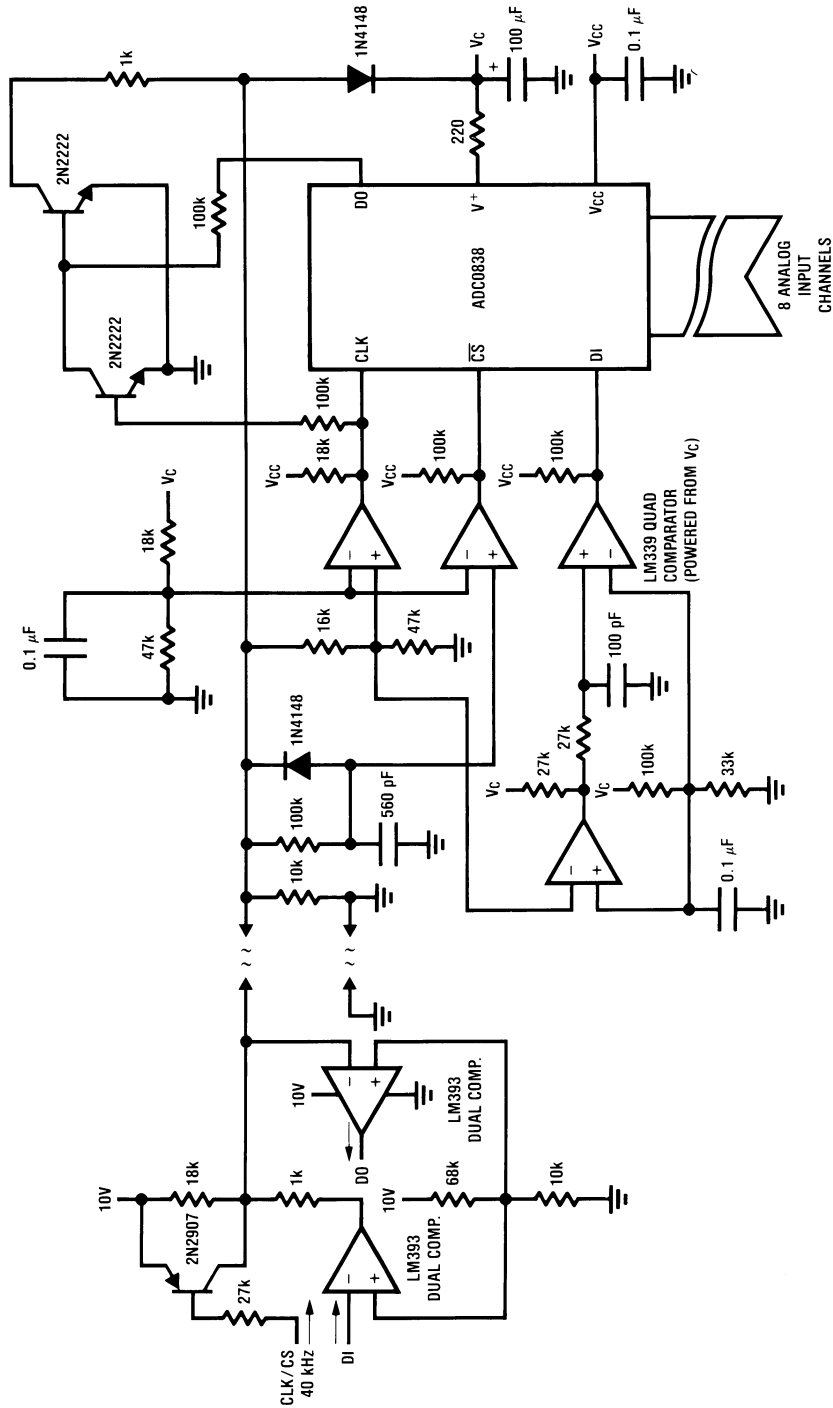 10V
2N2907
18k
27k
CLK/CS
40 kHz
1k
DI
−
+
LM393
DUAL COMP.
10V
68k
10k
10V
−
+
DO
LM393
DUAL COMP.
~
~
~
~
10k
100k
1N4148
560 pF
0.1 μF
47k
18k
VC
16k
47k
−
+
−
+
VCC
18k
100k
VCC
100k
VCC
100k
+
−
LM339 QUAD
COMPARATOR
(POWERED FROM VC)
VC
27k
27k
100 pF
VC
100k
33k
−
+
0.1 μF
2N2222
2N2222
1k
100k
CLK
CS
DI
ADC0838
DO
V+
VCC
220
1N4148
VC
+
100 μF
VCC
0.1 μF
8 ANALOG
INPUT
CHANNELS